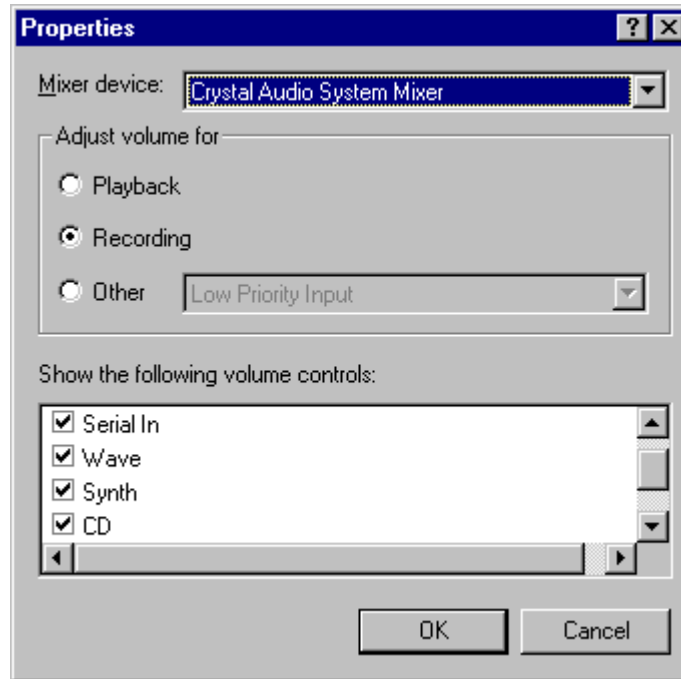 Properties
Mixer device: Crystal Audio System Mixer
Adjust volume for
Playback
Recording
Other Low Priority Input
Show the following volume controls:
Serial In
Wave
Synth
CD
OK Cancel